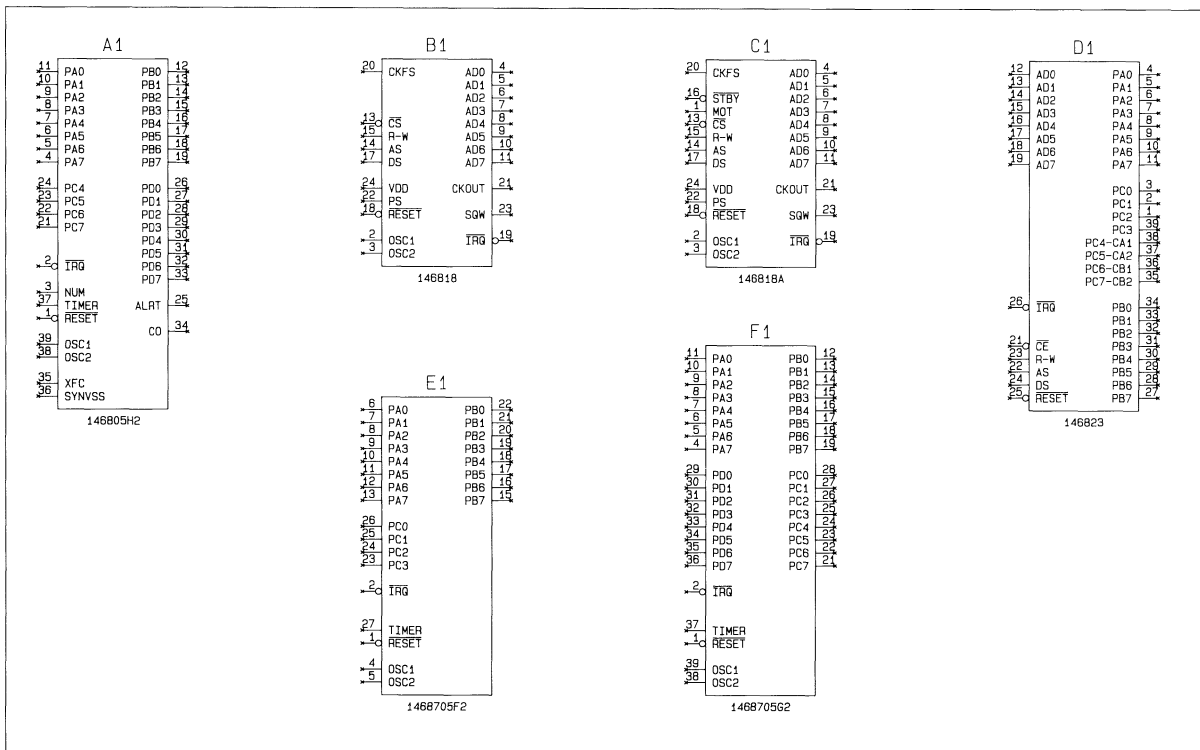 A1
11 PA0 PB0 12
10 PA1 PB1 13
9 PA2 PB2 14
8 PA3 PB3 15
7 PA4 PB4 16
6 PA5 PB5 17
5 PA6 PB6 18
4 PA7 PB7 19
24 PC4 PD0 26
23 PC5 PD1 27
22 PC6 PD2 28
21 PC7 PD3 29
PD4 30
PD5 31
2 IRQ PD6 32
PD7 33
3 NUM
37 TIMER ALRT 25
1 RESET
CO 34
39 OSC1
38 OSC2
35 XFC
36 SYNVSS
146805H2
B1
20 CKFS AD0 4
AD1 5
AD2 6
AD3 7
13 CS AD4 8
15 R-W AD5 9
14 AS AD6 10
17 DS AD7 11
24 VDD CKOUT 21
22 PS
18 RESET SQW 23
2 OSC1 IRQ 19
3 OSC2
146818
C1
20 CKFS AD0 4
AD1 5
16 STBY AD2 6
1 MOT AD3 7
13 CS AD4 8
15 R-W AD5 9
14 AS AD6 10
17 DS AD7 11
24 VDD CKOUT 21
22 PS
18 RESET SQW 23
2 OSC1 IRQ 19
3 OSC2
146818A
D1
12 AD0 PA0 4
13 AD1 PA1 5
14 AD2 PA2 6
15 AD3 PA3 7
16 AD4 PA4 8
17 AD5 PA5 9
18 AD6 PA6 10
19 AD7 PA7 11
PC0 3
PC1 2
PC2 1
PC3 39
PC4-CA1 38
PC5-CA2 37
PC6-CB1 36
PC7-CB2 35
26 IRQ PB0 34
PB1 33
PB2 32
21 CE PB3 31
23 R-W PB4 30
22 AS PB5 29
24 DS PB6 28
25 RESET PB7 27
146823
E1
6 PA0 PB0 22
7 PA1 PB1 21
8 PA2 PB2 20
9 PA3 PB3 19
10 PA4 PB4 18
11 PA5 PB5 17
12 PA6 PB6 16
13 PA7 PB7 15
26 PC0
25 PC1
24 PC2
23 PC3
2 IRQ
27 TIMER
1 RESET
4 OSC1
5 OSC2
1468705F2
F1
11 PA0 PB0 12
10 PA1 PB1 13
9 PA2 PB2 14
8 PA3 PB3 15
7 PA4 PB4 16
6 PA5 PB5 17
5 PA6 PB6 18
4 PA7 PB7 19
29 PD0 PC0 28
30 PD1 PC1 27
31 PD2 PC2 26
32 PD3 PC3 25
33 PD4 PC4 24
34 PD5 PC5 23
35 PD6 PC6 22
36 PD7 PC7 21
2 IRQ
37 TIMER
1 RESET
39 OSC1
38 OSC2
1468705G2